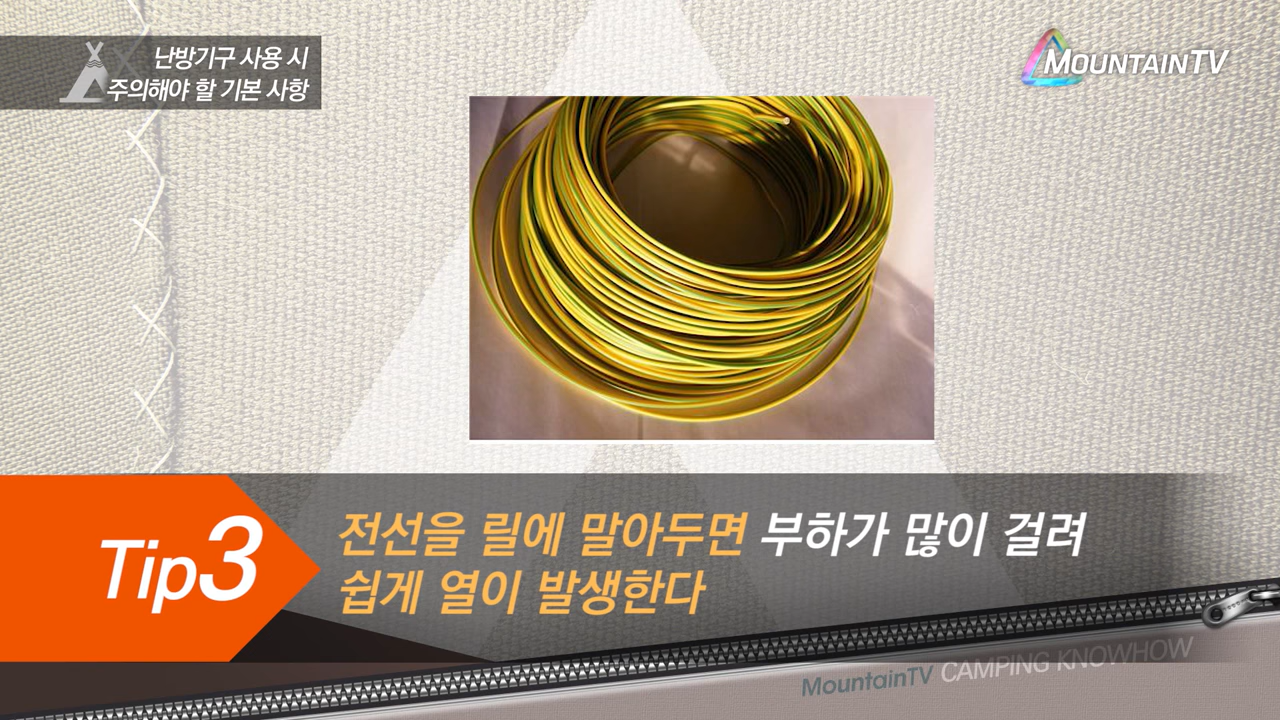 난방기구 사용 시
주의해야 할 기본 사항
MOUNTAINTV
Tip3
전선을 릴에 말아두면 부하가 많이 걸려
쉽게 열이 발생한다
MountainTV CAMPING KNOWHOW